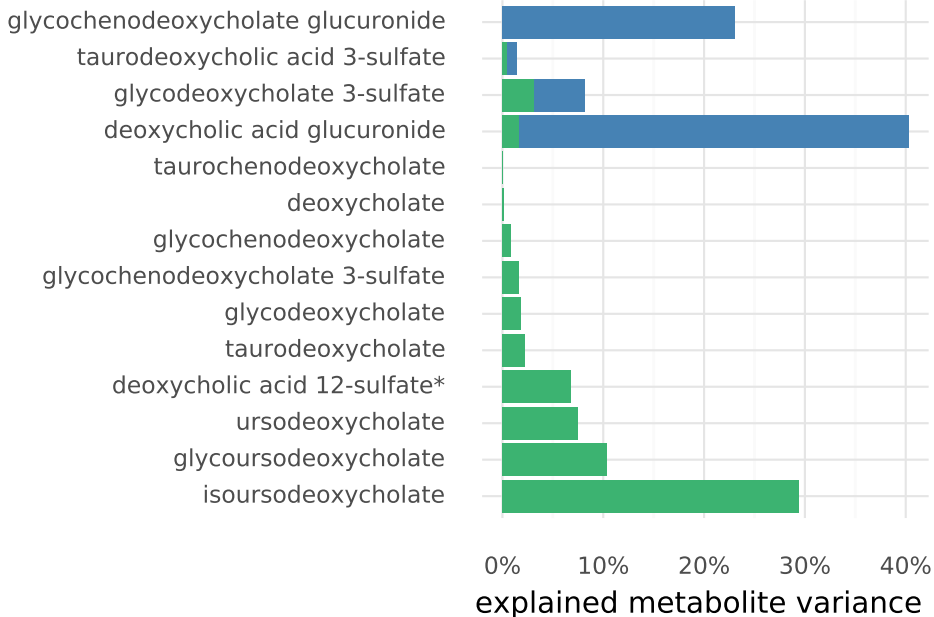 glycochenodeoxycholate glucuronide
taurodeoxycholic acid 3-sulfate
glycodeoxycholate 3-sulfate
deoxycholic acid glucuronide
taurochenodeoxycholate
deoxycholate
glycochenodeoxycholate
glycochenodeoxycholate 3-sulfate
glycodeoxycholate
taurodeoxycholate
deoxycholic acid 12-sulfate*
ursodeoxycholate
glycoursodeoxycholate
isoursodeoxycholate
0% 10% 20% 30% 40%
explained metabolite variance